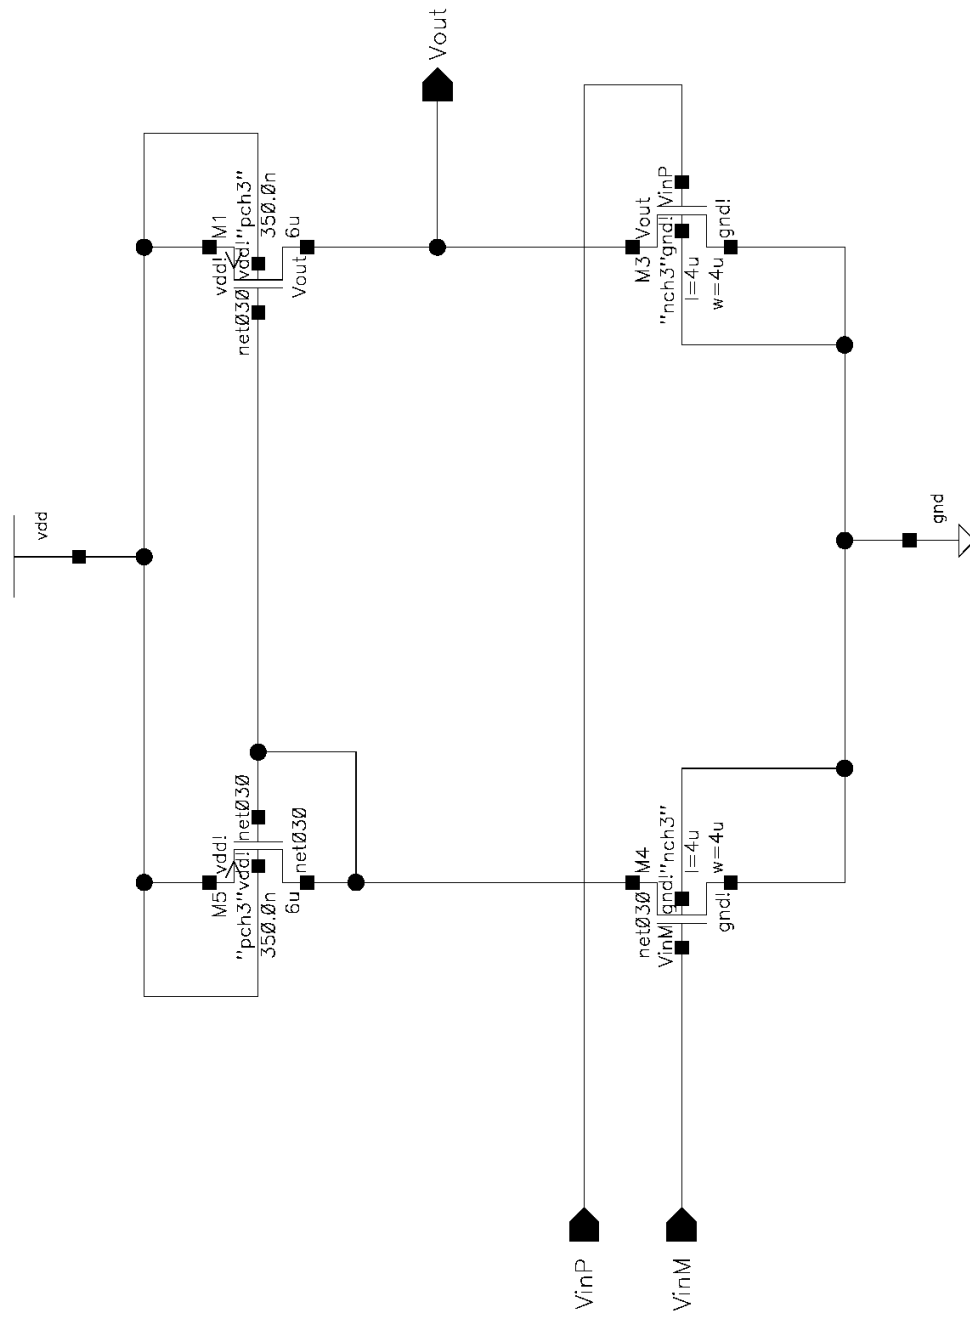 vdd
vdd!
M1
vdd!
"pch3"
350.0n
6u
net030
Vout
Vout
M5
vdd!
net030
vdd!
"pch3"
350.0n
6u
net030
M3
Vout
VinP
gnd!
"nch3"
l=4u
w=4u
gnd!
M4
net030
gnd!
"nch3"
VinM
l=4u
w=4u
gnd!
VinP
VinM
gnd